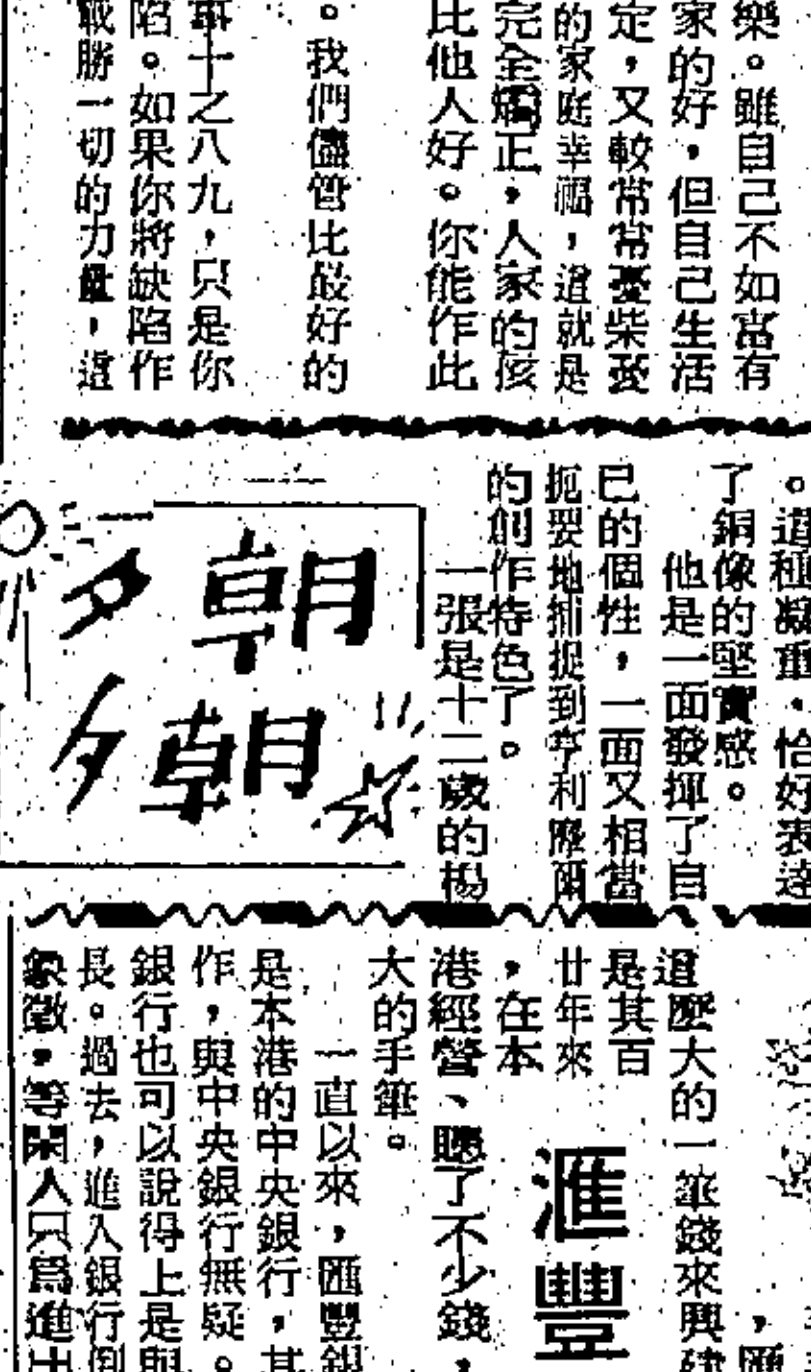 樂。雖自己不如富有
家的好,但自己生活
定,又較常常憂柴憂
的家庭幸福,這就是
完全矯正,人家的孩
比他人好。你能作此
。我們儘管比最好的
事十之八九,只是你
陷。如果你將缺陷作
戰勝一切的力量,這
。這種凝重,恰好表達
了銅像的堅實感。
他是一面發揮了自
已的個性,一面又相當
扼要地捕捉到亨利摩爾
的創作特色了。
一張是十二歲的楊
朝夕
朝夕
,匯
這麼大的一筆錢來興建
是其百
廿年來
,在本
港經營、賺了不少錢,
大的手筆。
滙豐
一直以來,匯豐銀
是本港的中央銀行,其
作,與中央銀行無疑。
銀行也可以說得上是與
長。過去,進入銀行倒
象徵,等閑人只為進出